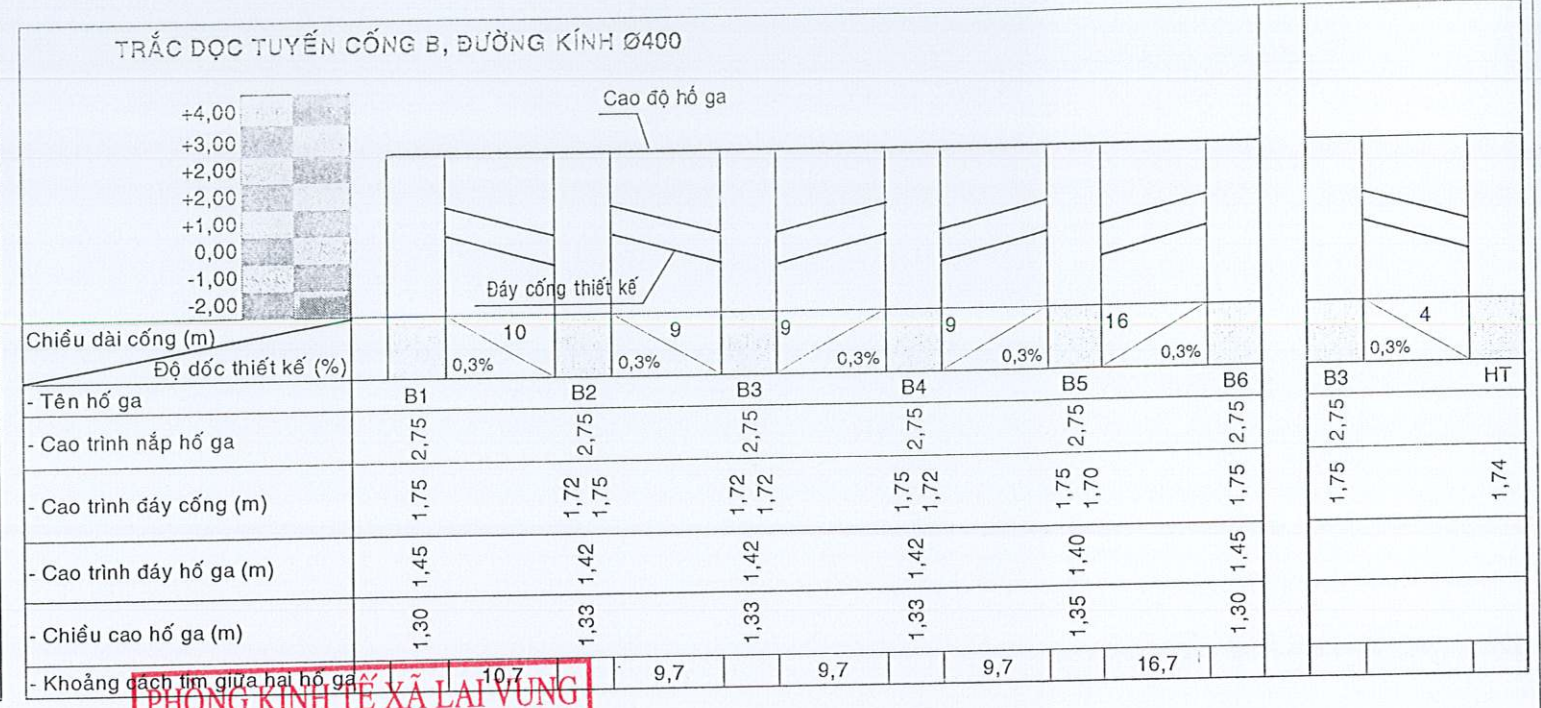 TRẮC DỌC TUYẾN CỐNG B, ĐƯỜNG KÍNH Ø400
Cao độ hố ga
+4,00
+3,00
+2,00
+2,00
+1,00
0,00
-1,00
-2,00
Đáy cống thiết kế
Chiều dài cống (m) 10 9 9 9 16 4
Độ dốc thiết kế (%) 0,3% 0,3% 0,3% 0,3% 0,3% 0,3%
- Tên hố ga B1 B2 B3 B4 B5 B6 B3 HT
- Cao trình nắp hố ga 2,75 2,75 2,75 2,75 2,75 2,75 2,75
- Cao trình đáy cống (m) 1,75 1,72 1,75 1,72 1,72 1,75 1,72 1,75 1,70 1,75 1,75 1,74
- Cao trình đáy hố ga (m) 1,45 1,42 1,42 1,42 1,40 1,45
- Chiều cao hố ga (m) 1,30 1,33 1,33 1,33 1,35 1,30
- Khoảng cách tim giữa hai hố ga 10,7 9,7 9,7 9,7 16,7
PHÒNG KINH TẾ XÃ LAI VUNG